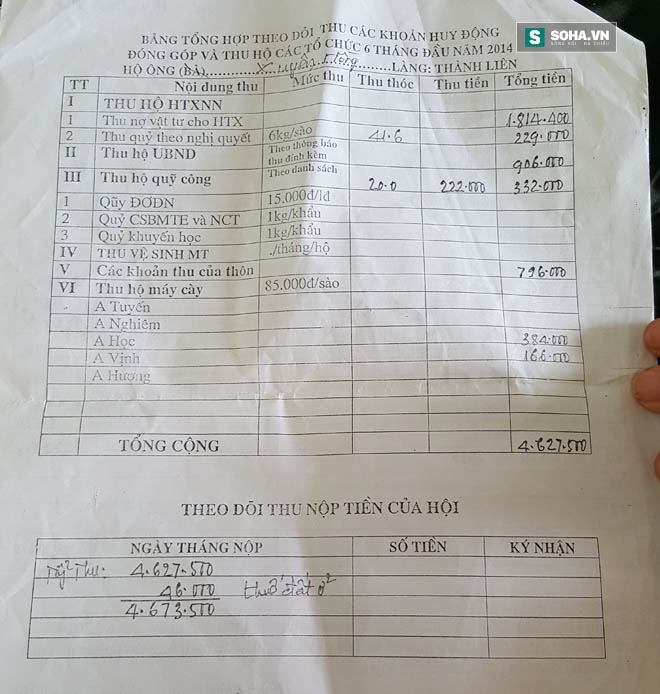 SOHA.VN
BẢNG TỔNG HỢP THEO DÕI THU CÁC KHOẢN HUY ĐỘNG
ĐÓNG GÓP VÀ THU HỘ CÁC TỔ CHỨC 6 THÁNG ĐẦU NĂM 2014
HỘ ÔNG (BÀ)..........LÀNG: THÀNH LIÊN
TT Nội dung thu Mức thu Thu thóc Thu tiền Tổng tiền
I THU HỘ HTXNN
1 Thu nợ vật tư cho HTX 1.814.400
2 Thu quỹ theo nghị quyết 6kg/sào 41.6 229.000
II Thu hộ UBND Theo thông báo thu đính kèm 906.000
III Thu hộ quỹ công Theo danh sách 20.0 222.000 332.000
1 Qũy ĐƠĐN 15.000đ/lđ
2 Quỹ CSBMTE và NCT 1kg/khẩu
3 Quỹ khuyến học 1kg/khẩu
IV THU VỆ SINH MT ./tháng/hộ
V Các khoản thu của thôn 796.000
VI Thu hộ máy cày 85.000đ/sào
A Tuyến
A Nghiêm
A Học 384.000
A Vịnh 166.000
A Hương
TỔNG CỘNG 4.627.500
THEO DÕI THU NỘP TIỀN CỦA HỘI
NGÀY THÁNG NỘP SỐ TIỀN KÝ NHẬN
Thu: 4.627.500
46.000 thuế đất ở
4.673.500